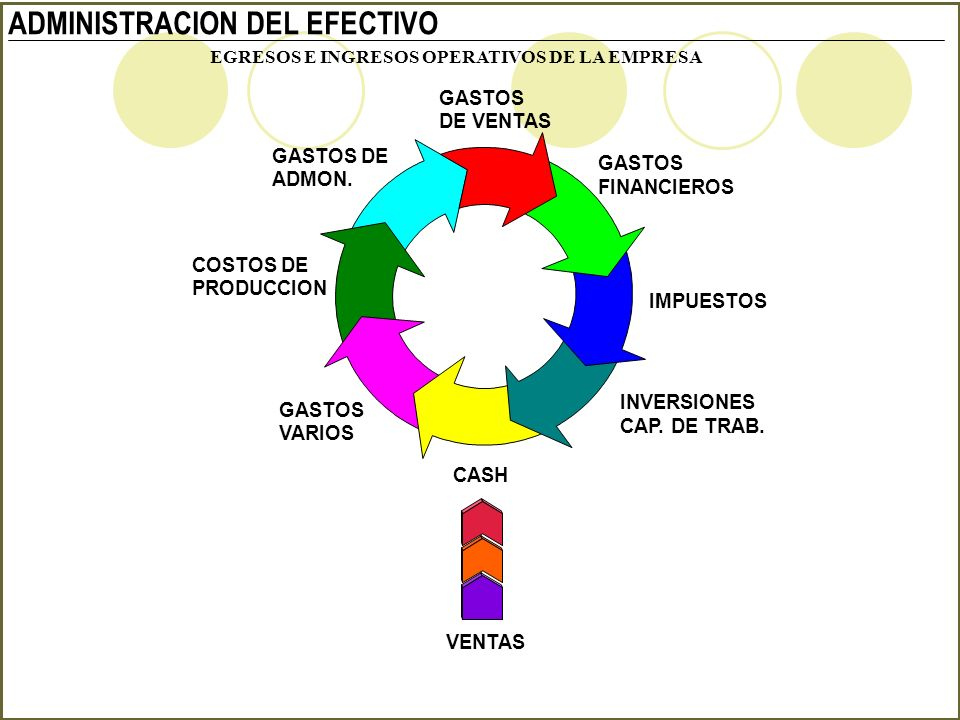 ADMINISTRACION DEL EFECTIVO
EGRESOS E INGRESOS OPERATIVOS DE LA EMPRESA
GASTOS
DE VENTAS
GASTOS DE
ADMON.
GASTOS
FINANCIEROS
COSTOS DE
PRODUCCION
IMPUESTOS
INVERSIONES
CAP. DE TRAB.
GASTOS
VARIOS
CASH
VENTAS